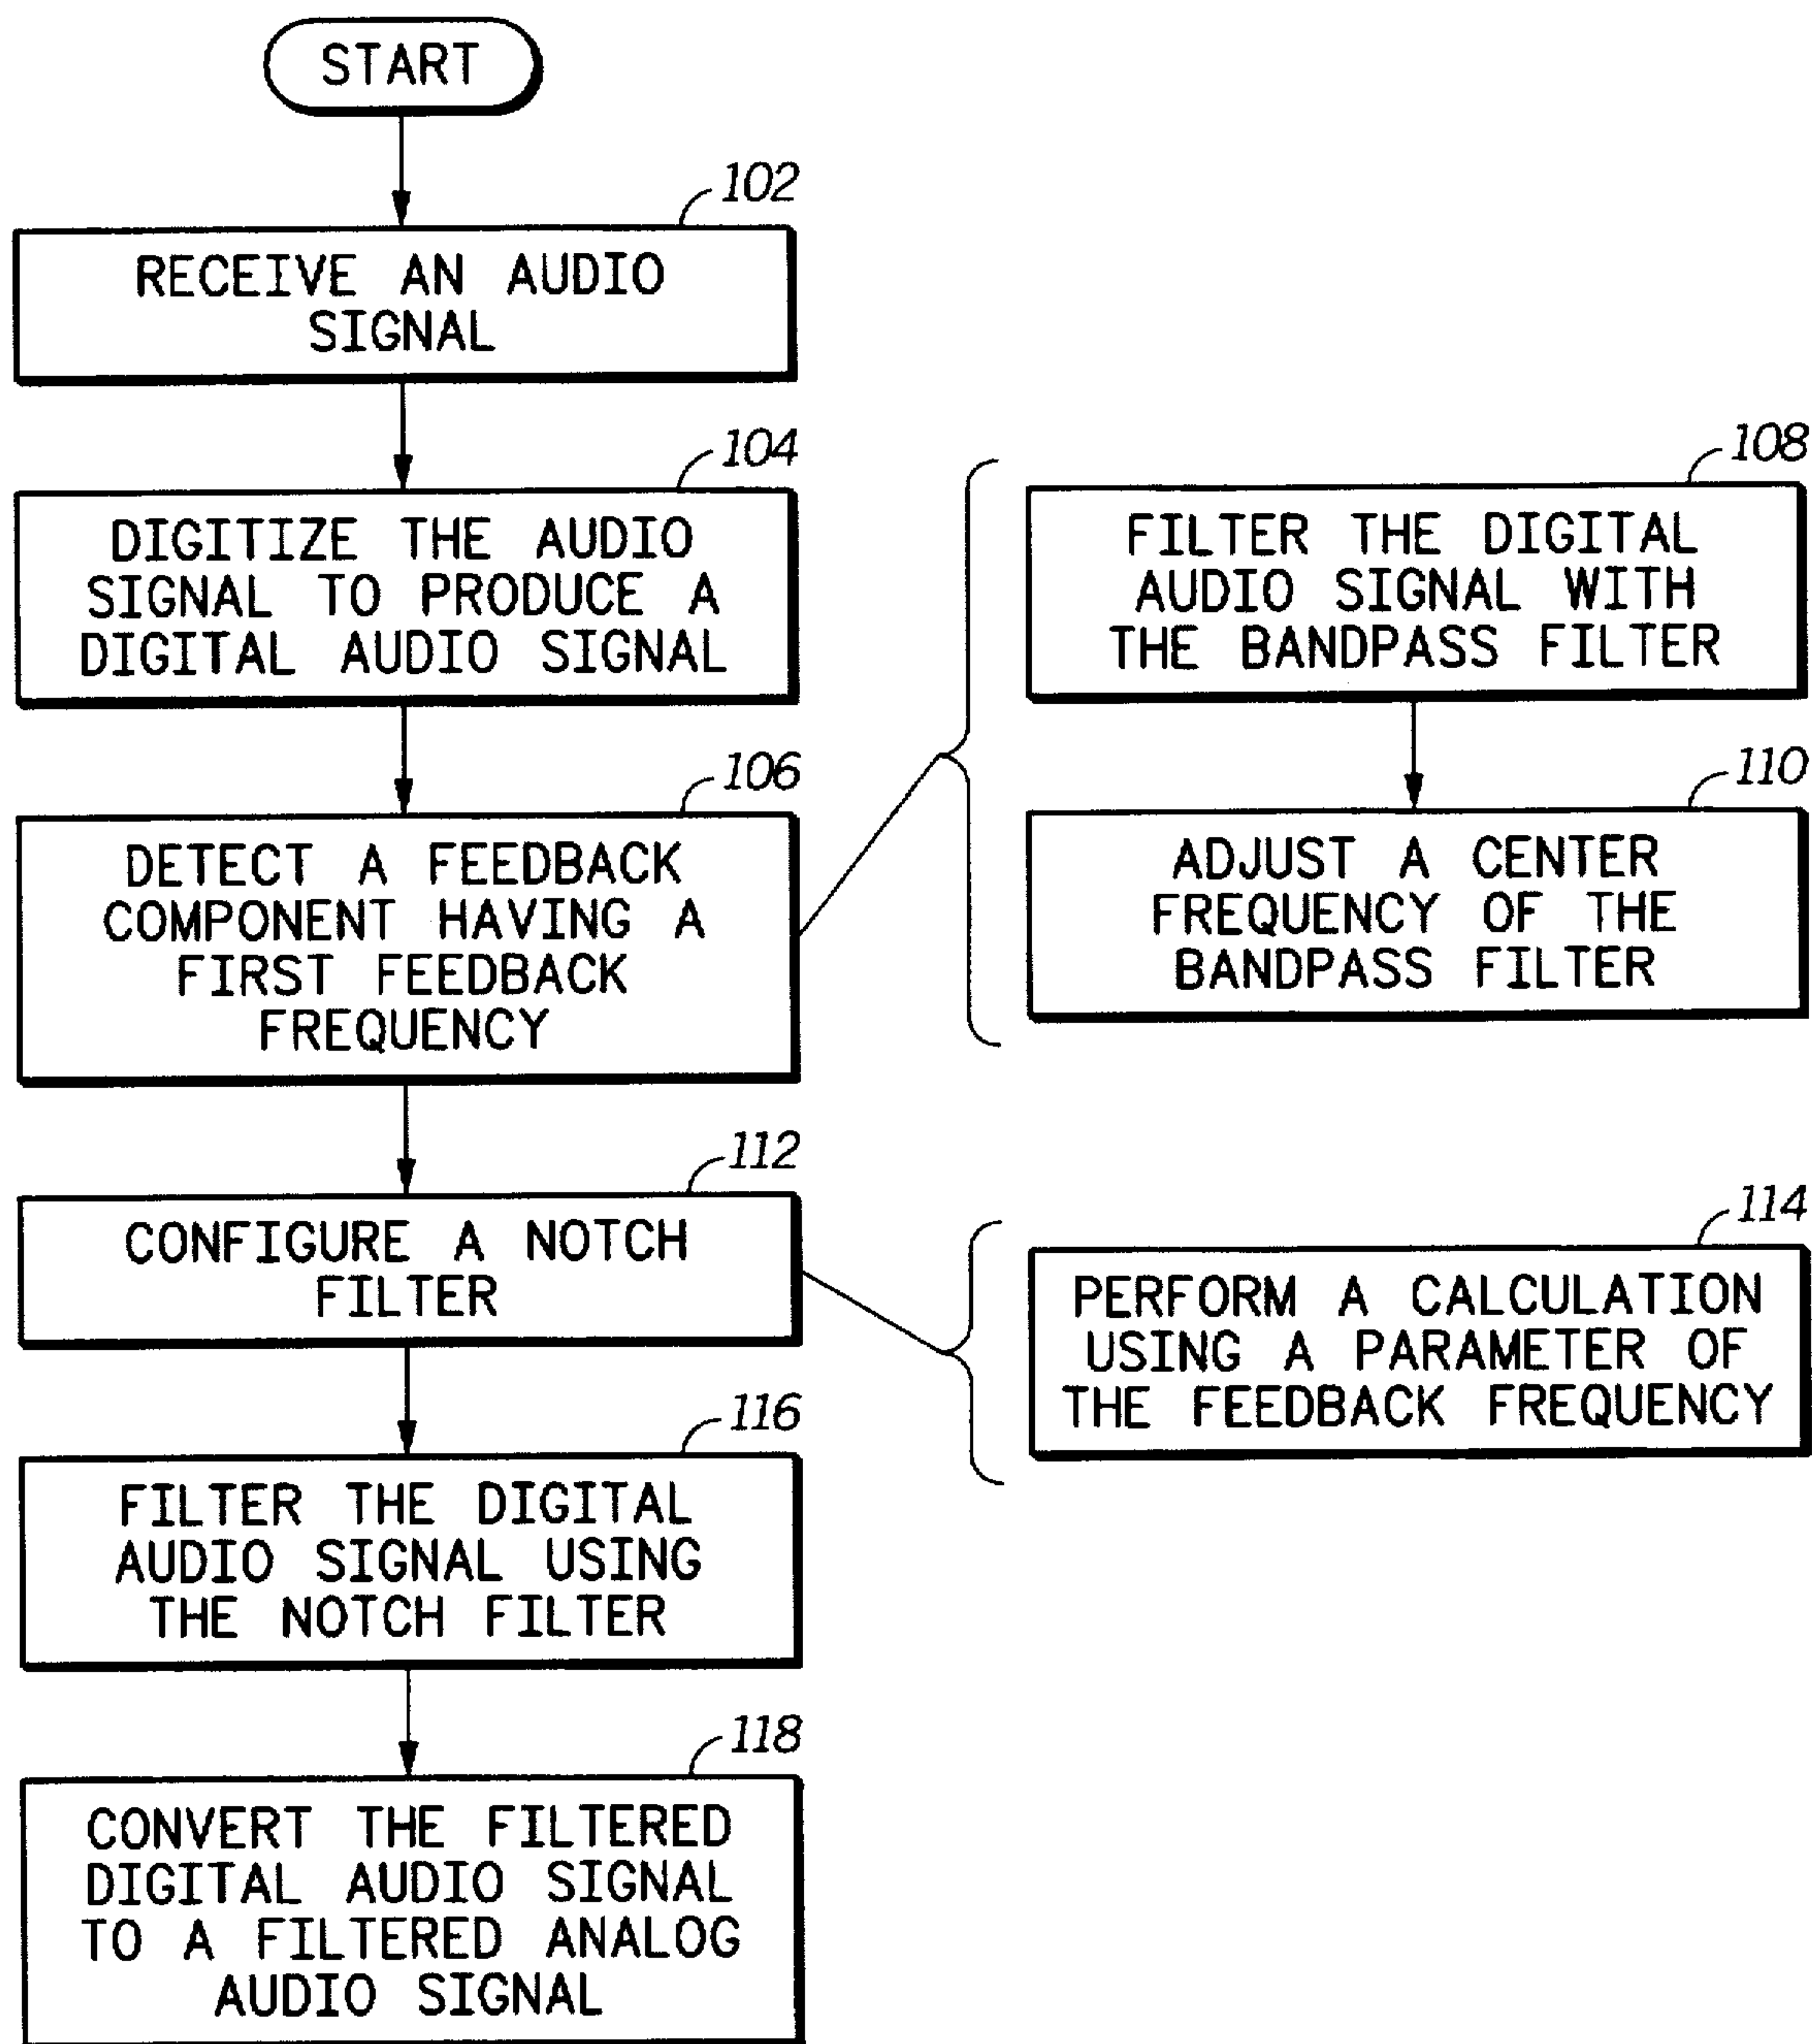 START
102
RECEIVE AN AUDIO
SIGNAL
104
DIGITIZE THE AUDIO
SIGNAL TO PRODUCE A
DIGITAL AUDIO SIGNAL
106
DETECT A FEEDBACK
COMPONENT HAVING A
FIRST FEEDBACK
FREQUENCY
108
FILTER THE DIGITAL
AUDIO SIGNAL WITH
THE BANDPASS FILTER
110
ADJUST A CENTER
FREQUENCY OF THE
BANDPASS FILTER
112
CONFIGURE A NOTCH
FILTER
114
PERFORM A CALCULATION
USING A PARAMETER OF
THE FEEDBACK FREQUENCY
116
FILTER THE DIGITAL
AUDIO SIGNAL USING
THE NOTCH FILTER
118
CONVERT THE FILTERED
DIGITAL AUDIO SIGNAL
TO A FILTERED ANALOG
AUDIO SIGNAL